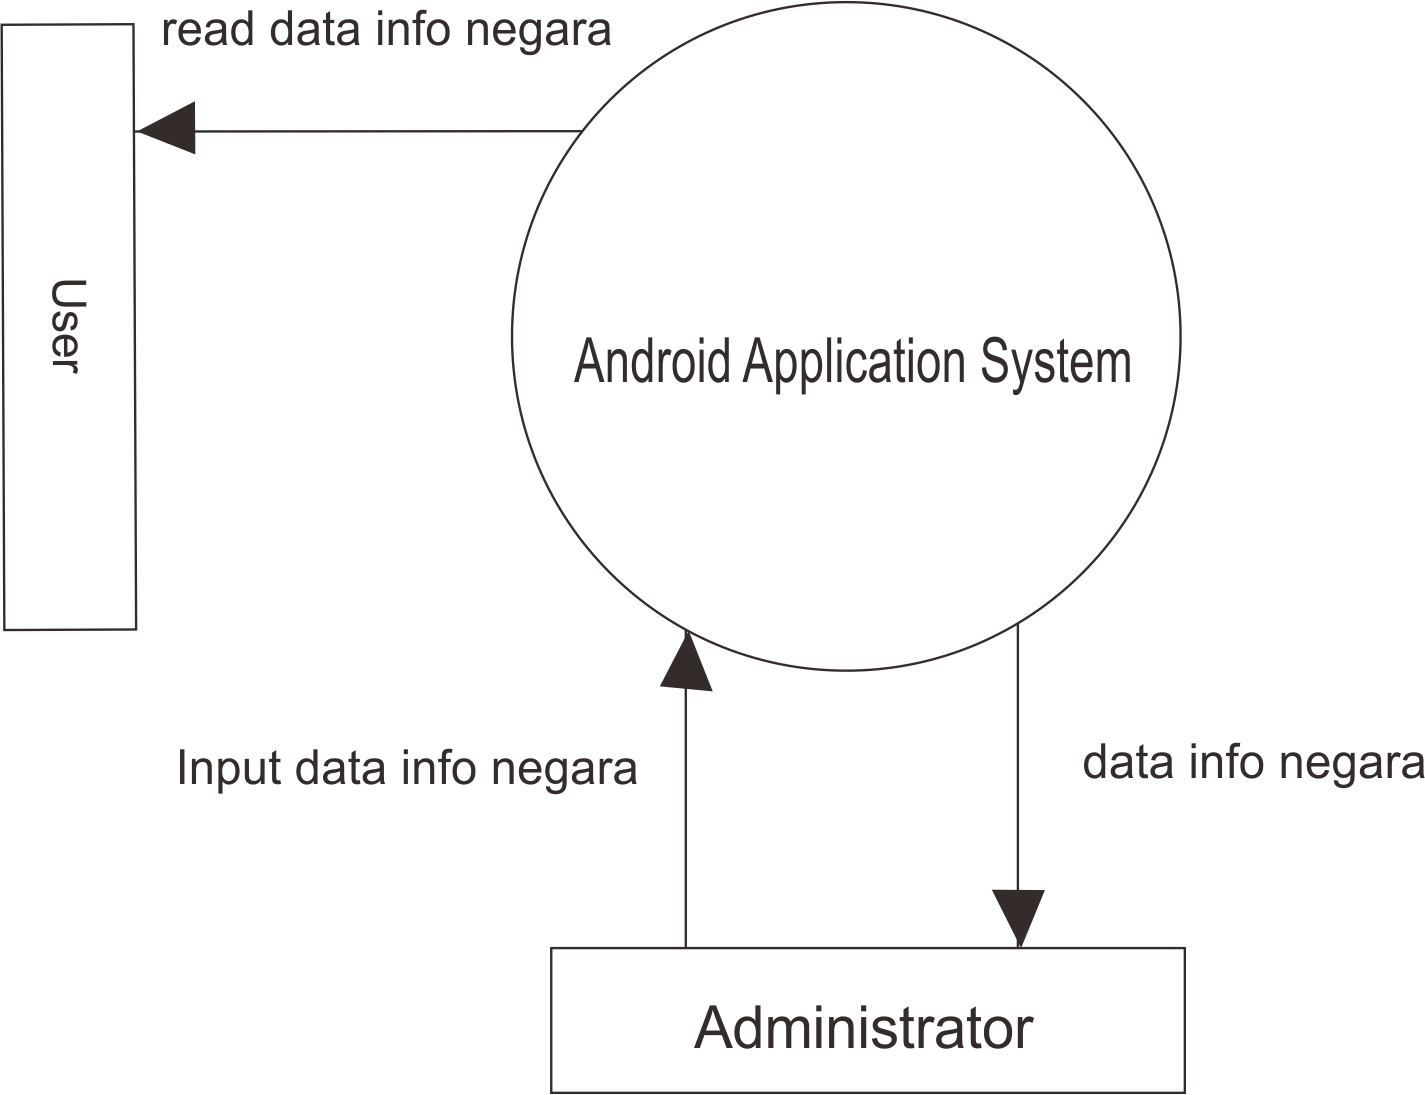 read data info negara
User
Android Application System
Input data info negara
data info negara
Administrator